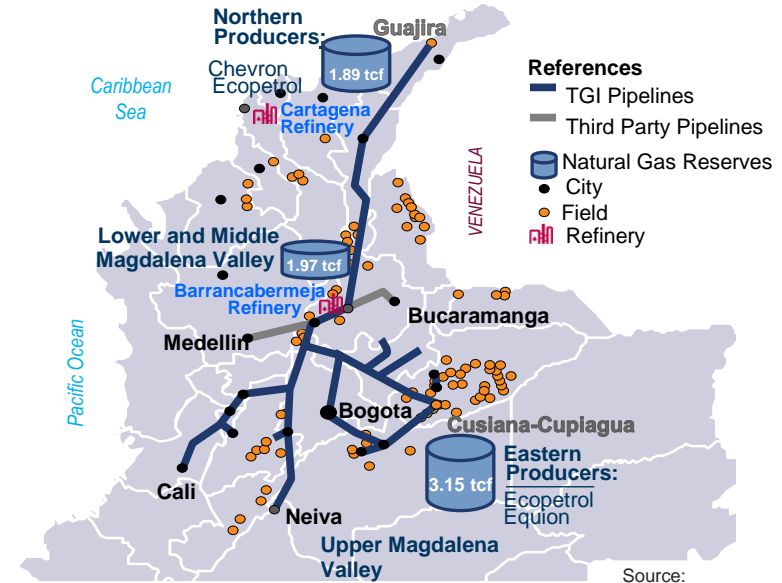 Northern
Producers:
Guajira
1.89 tcf
Chevron
Ecopetrol
Caribbean
Sea
Cartagena
Refinery
References
TGI Pipelines
Third Party Pipelines
Natural Gas Reserves
City
Field
Refinery
VENEZUELA
Lower and Middle
Magdalena Valley
1.97 tcf
Barrancabermeja
Refinery
Bucaramanga
Medellin
Pacific Ocean
Bogota
Cusiana-Cupiagua
3.15 tcf
Eastern
Producers:
Ecopetrol
Equion
Cali
Neiva
Upper Magdalena
Valley
Source: